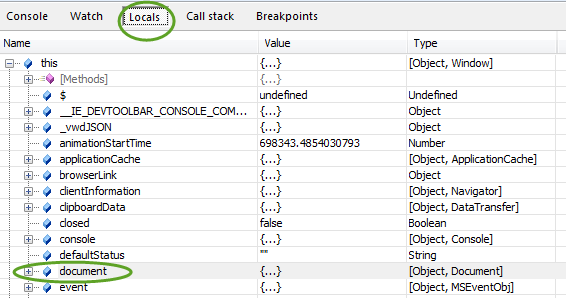 Console Watch Locals Call stack Breakpoints
Name Value Type
this {...} [Object, Window]
[Methods] {...}
$ undefined Undefined
__IE_DEVTOOLBAR_CONSOLE_COM... {...} Object
_vwdJSON {...} Object
animationStartTime 698343.4854030793 Number
applicationCache {...} [Object, ApplicationCache]
browserLink {...} Object
clientInformation {...} [Object, Navigator]
clipboardData {...} [Object, DataTransfer]
closed false Boolean
console {...} [Object, Console]
defaultStatus "" String
document {...} [Object, Document]
event {...} [Object, MSEventObj]